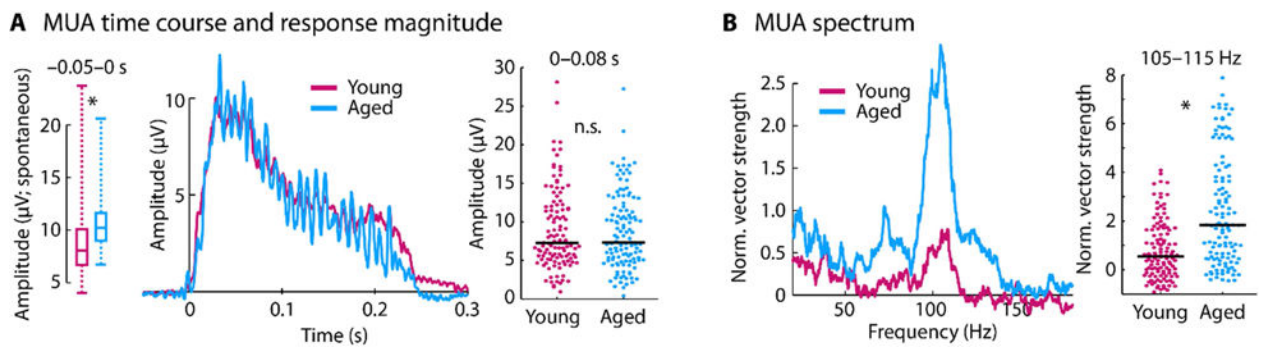 A MUA time course and response magnitude
−0.05–0 s
*
Amplitude (μV; spontaneous)
20
15
10
5
Young
Aged
Amplitude (μV)
10
5
0
0.1
0.2
0.3
Time (s)
0–0.08 s
n.s.
Amplitude (μV)
30
25
20
15
10
5
0
Young
Aged
B MUA spectrum
Young
Aged
Norm. vector strength
2.5
2.0
1.5
1.0
0.5
0
50
100
150
Frequency (Hz)
105–115 Hz
*
Norm. vector strength
8
6
4
2
0
Young
Aged